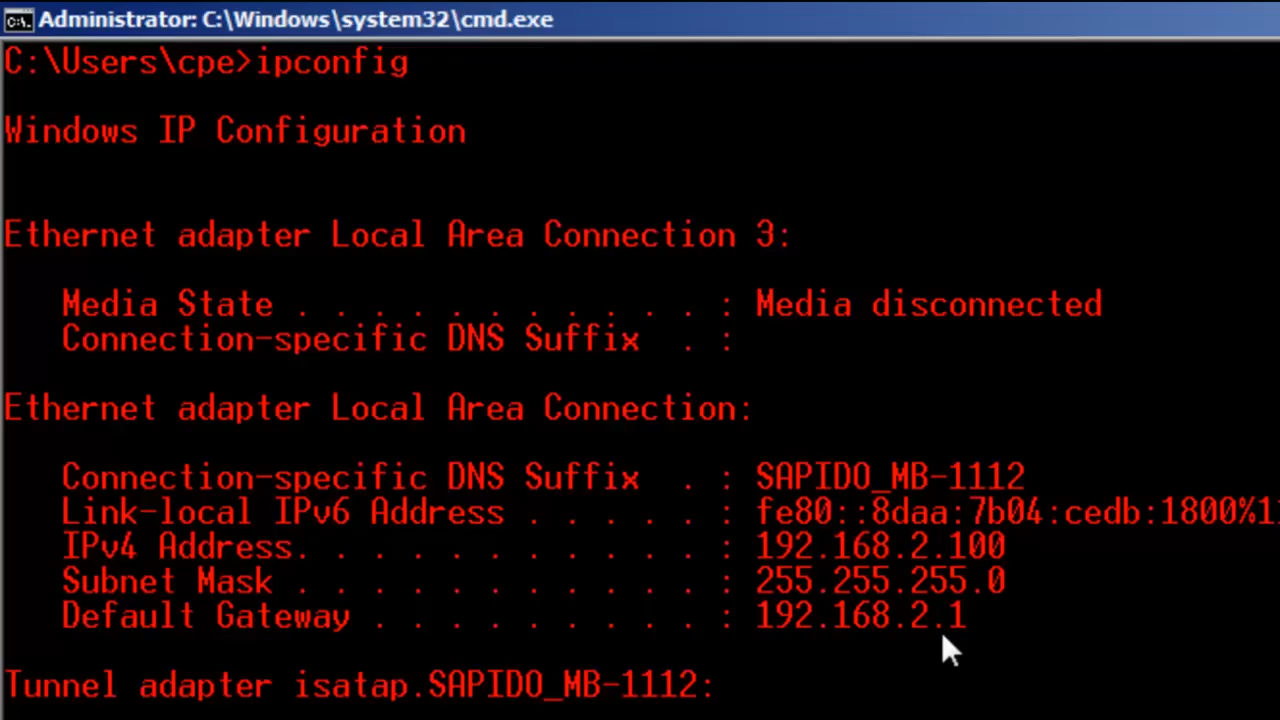 Administrator: C:\Windows\system32\cmd.exe
C:\Users\cpe>ipconfig
Windows IP Configuration
Ethernet adapter Local Area Connection 3:
Media State . . . . . . . . . . . : Media disconnected
Connection-specific DNS Suffix . :
Ethernet adapter Local Area Connection:
Connection-specific DNS Suffix . : SAPIDO_MB-1112
Link-local IPv6 Address . . . . . : fe80::8daa:7b04:cedb:1800%1
IPv4 Address. . . . . . . . . . . : 192.168.2.100
Subnet Mask . . . . . . . . . . . : 255.255.255.0
Default Gateway . . . . . . . . . : 192.168.2.1
Tunnel adapter isatap.SAPIDO_MB-1112: